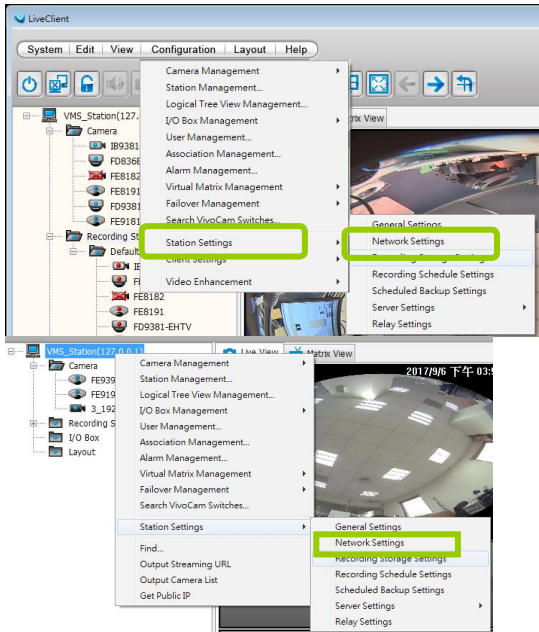 LiveClient
System Edit View Configuration Layout Help
Camera Management
Station Management...
Logical Tree View Management...
I/O Box Management
User Management...
Association Management...
Alarm Management...
Virtual Matrix Management
Failover Management
Search VivoCam Switches...
Station Settings
Client Settings
Video Enhancement
General Settings
Network Settings
Recording Schedule Settings
Scheduled Backup Settings
Server Settings
Relay Settings
VMS_Station(127.
Camera
IB9381
FD836E
FE8182
FE8191
FD9381
FE9181
Recording St
Default
IE
FI
FE8182
FE8191
FD9381-EHTV
trix View
VMS_Station(127.0.0.1)
Camera
FE939
FE919
3_192
Recording S
I/O Box
Layout
Live View
Matrix View
2017/9/6 下午 03:5
Camera Management
Station Management...
Logical Tree View Management...
I/O Box Management
User Management...
Association Management...
Alarm Management...
Virtual Matrix Management
Failover Management
Search VivoCam Switches...
Station Settings
Find...
Output Streaming URL
Output Camera List
Get Public IP
General Settings
Network Settings
Recording Storage Settings
Recording Schedule Settings
Scheduled Backup Settings
Server Settings
Relay Settings